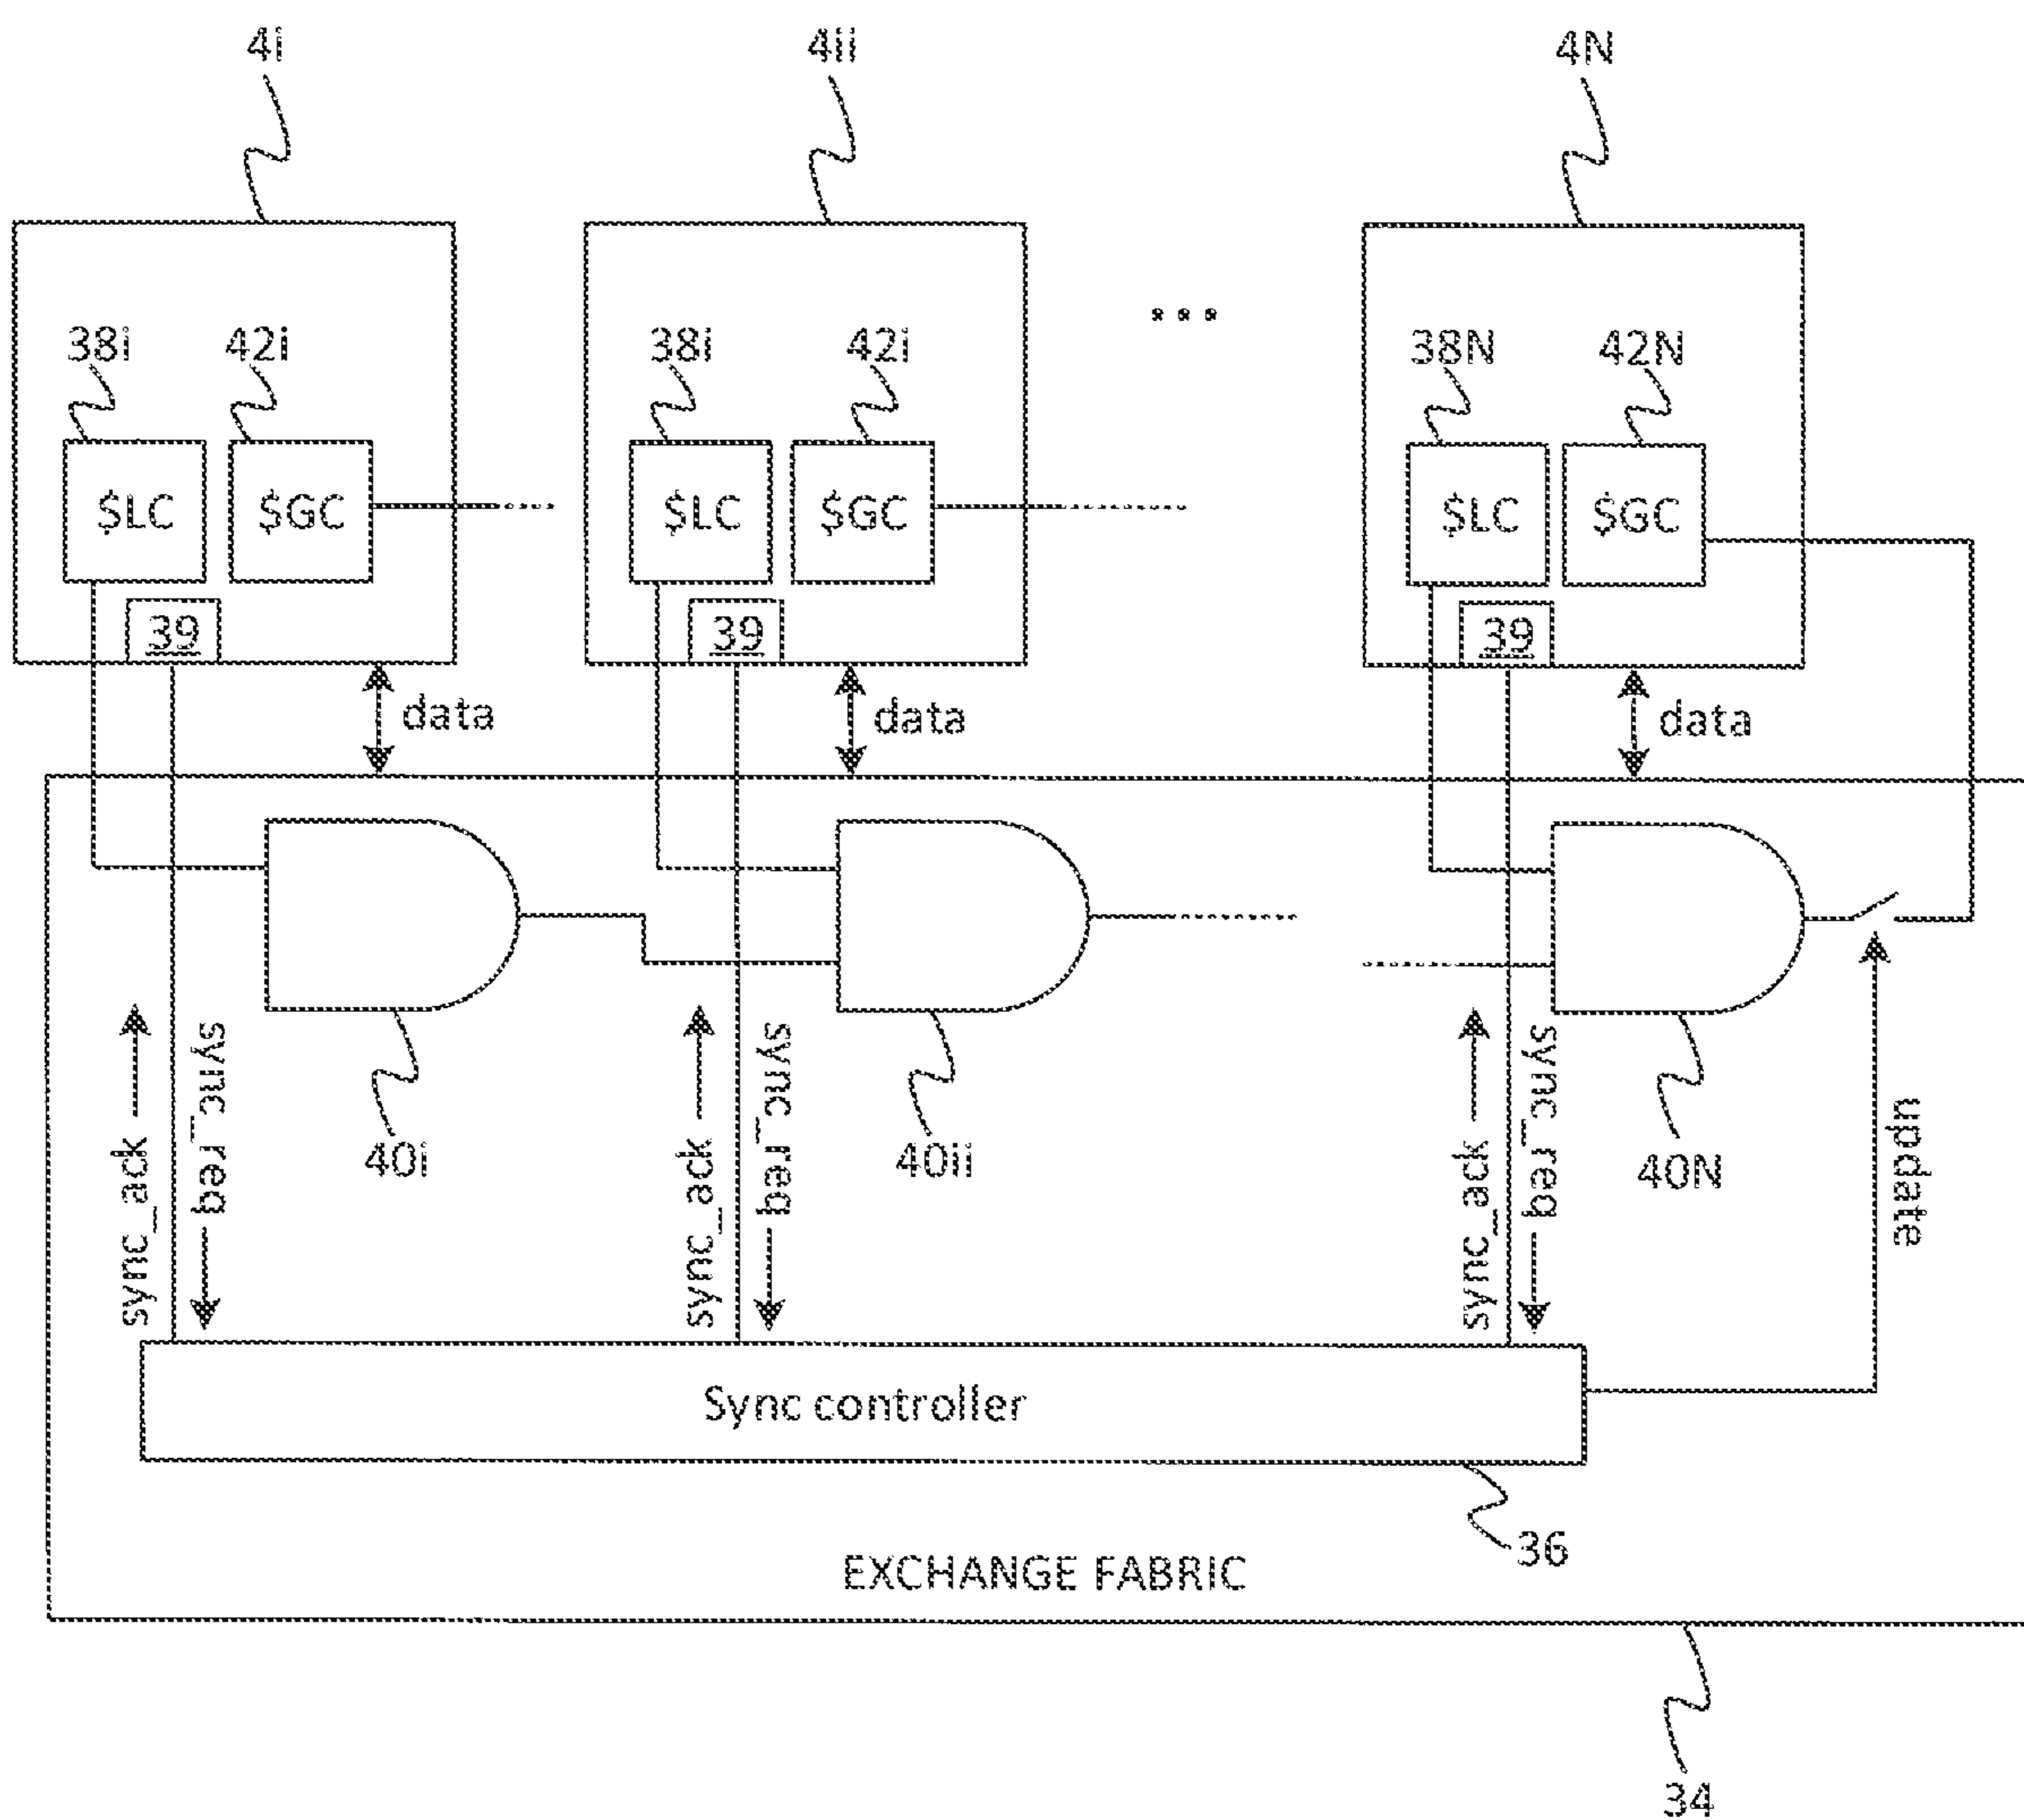 4i 4ii 4N
...
38i 42i 38i 42i 38N 42N
$LC $GC $LC $GC $LC $GC
39 39 39
data data data
40i 40ii 40N
sync_ack sync_req sync_ack sync_req sync_ack sync_req update
Sync controller
36
EXCHANGE FABRIC
34